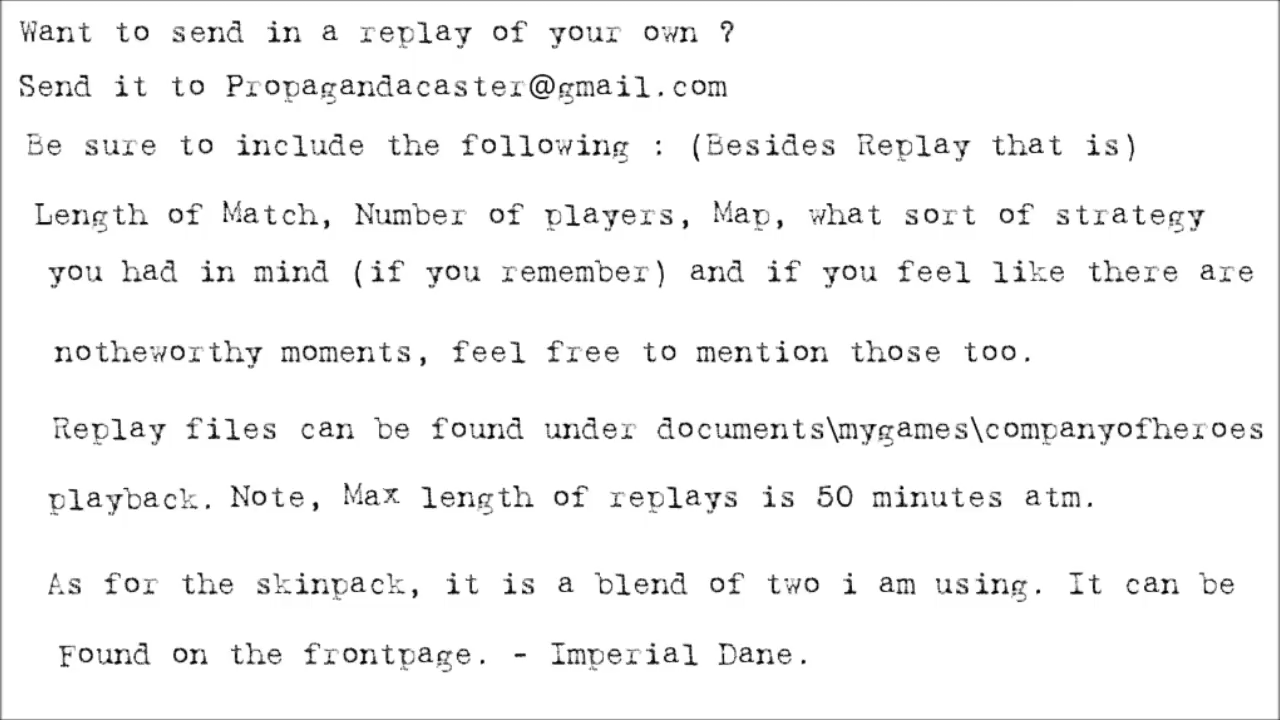 Want to send in a replay of your own ?
Send it to Propagandacaster@gmail.com
Be sure to include the following : (Besides Replay that is)
Length of Match, Number of players, Map, what sort of strategy
you had in mind (if you remember) and if you feel like there are
notheworthy moments, feel free to mention those too.
Replay files can be found under documents\mygames\companyofheroes
playback. Note, Max length of replays is 50 minutes atm.
As for the skinpack, it is a blend of two i am using. It can be
Found on the frontpage. - Imperial Dane.